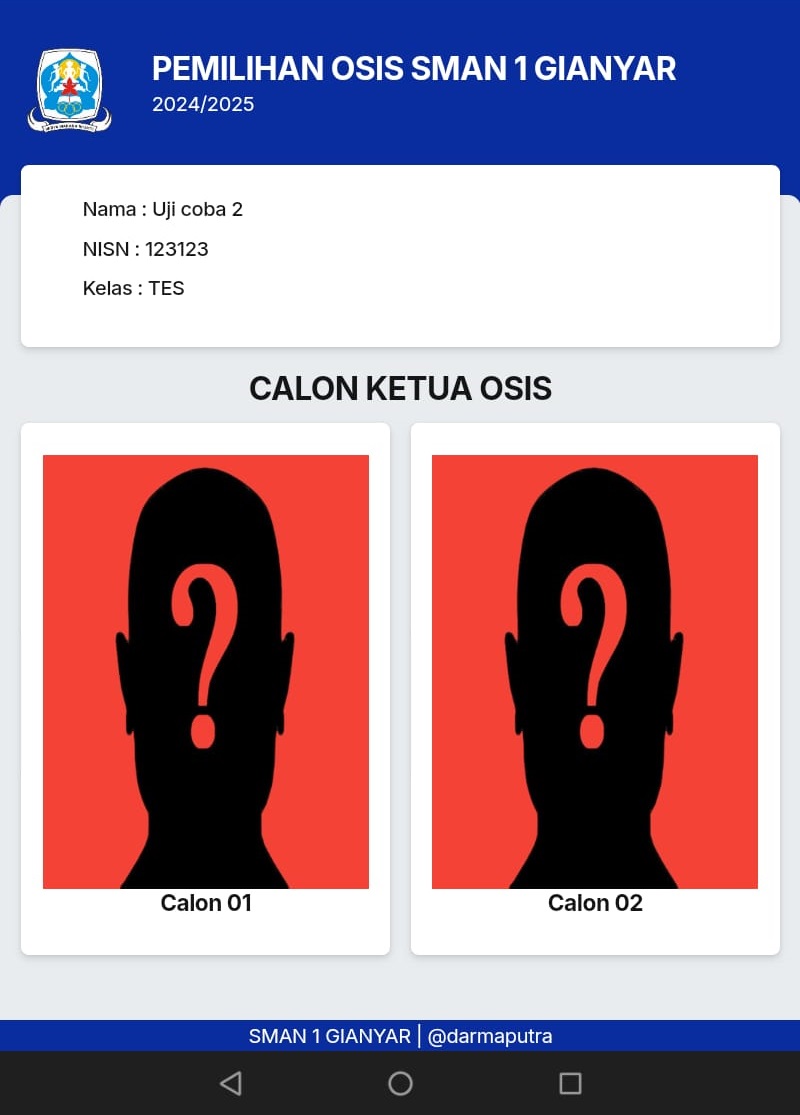 PEMILIHAN OSIS SMAN 1 GIANYAR
2024/2025
Nama : Uji coba 2
NISN : 123123
Kelas : TES
CALON KETUA OSIS
?
?
Calon 01
Calon 02
SMAN 1 GIANYAR | @darmaputra